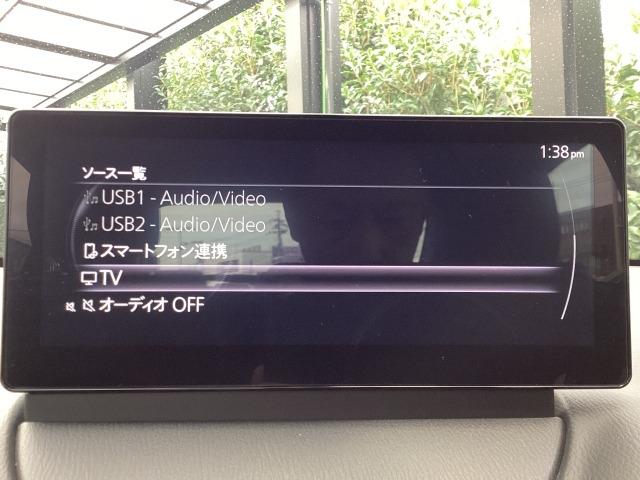 1:38pm
ソース一覧
USB1 - Audio/Video
USB2 - Audio/Video
スマートフォン連携
TV
オーディオ OFF